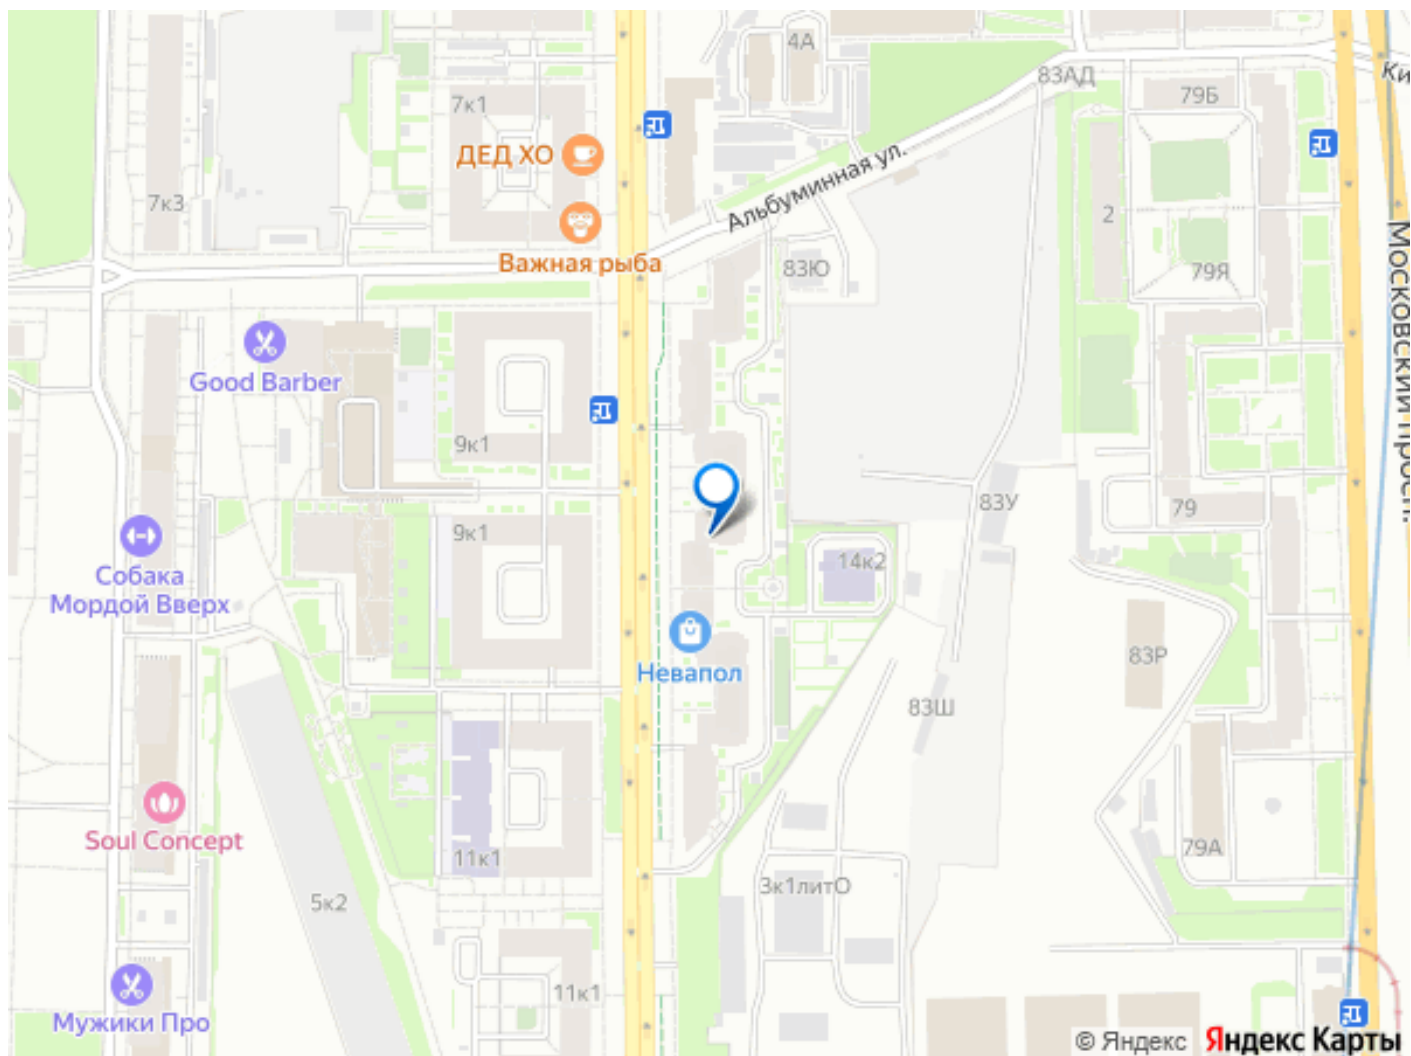 4А
83АД
Ки
7к1
79Б
ДЕД ХО
Альбуминная ул.
7к3
2
Важная рыба
83Ю
79Я
Московский просп.
Good Barber
9к1
83У
79
9к1
14к2
Собака
Мордой Вверх
Невапол
83Р
83Ш
Soul Concept
11к1
79А
3к1литО
5к2
11к1
Мужики Про
© Яндекс Яндекс Карты